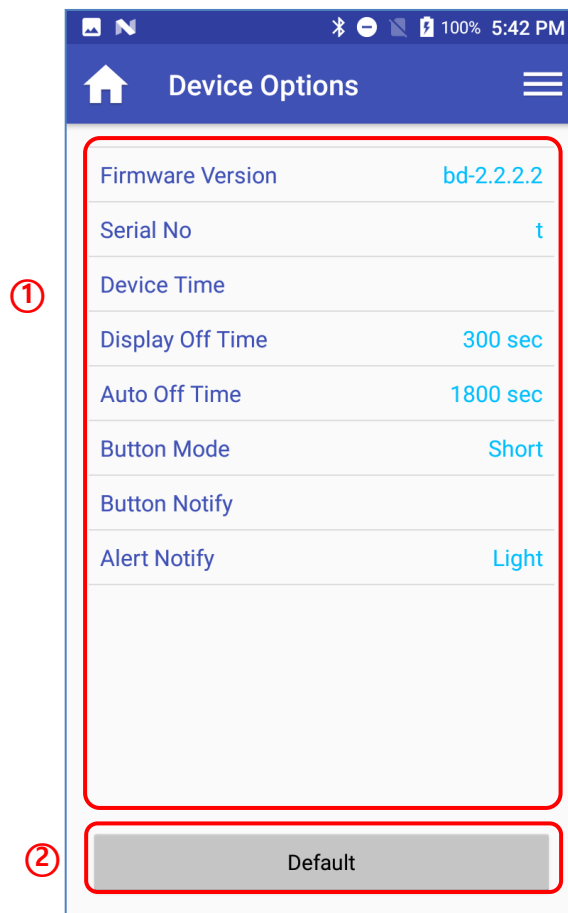 100% 5:42 PM
Device Options
Firmware Version bd-2.2.2.2
Serial No t
① Device Time
Display Off Time 300 sec
Auto Off Time 1800 sec
Button Mode Short
Button Notify
Alert Notify Light
② Default